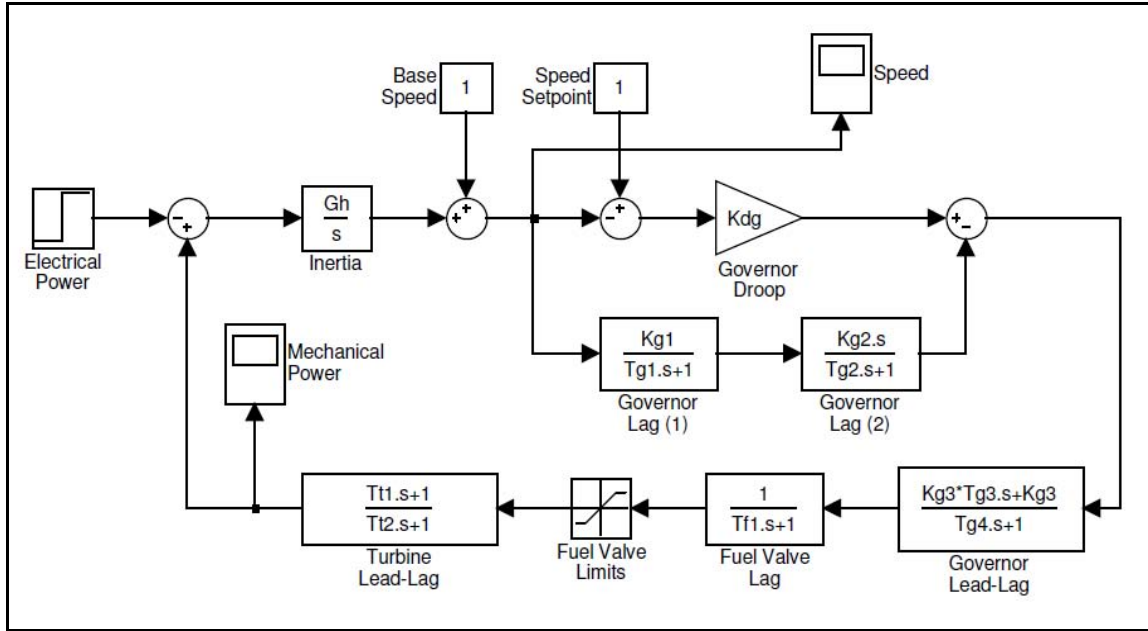 Base
Speed
1
Speed
Setpoint
1
Speed
-
+
Electrical
Power
Gh
s
Inertia
+
+
-
+
Kdg
Governor
Droop
+
-
Mechanical
Power
Kg1
Tg1.s+1
Governor
Lag (1)
Kg2.s
Tg2.s+1
Governor
Lag (2)
Tt1.s+1
Tt2.s+1
Turbine
Lead-Lag
Fuel Valve
Limits
1
Tf1.s+1
Fuel Valve
Lag
Kg3*Tg3.s+Kg3
Tg4.s+1
Governor
Lead-Lag